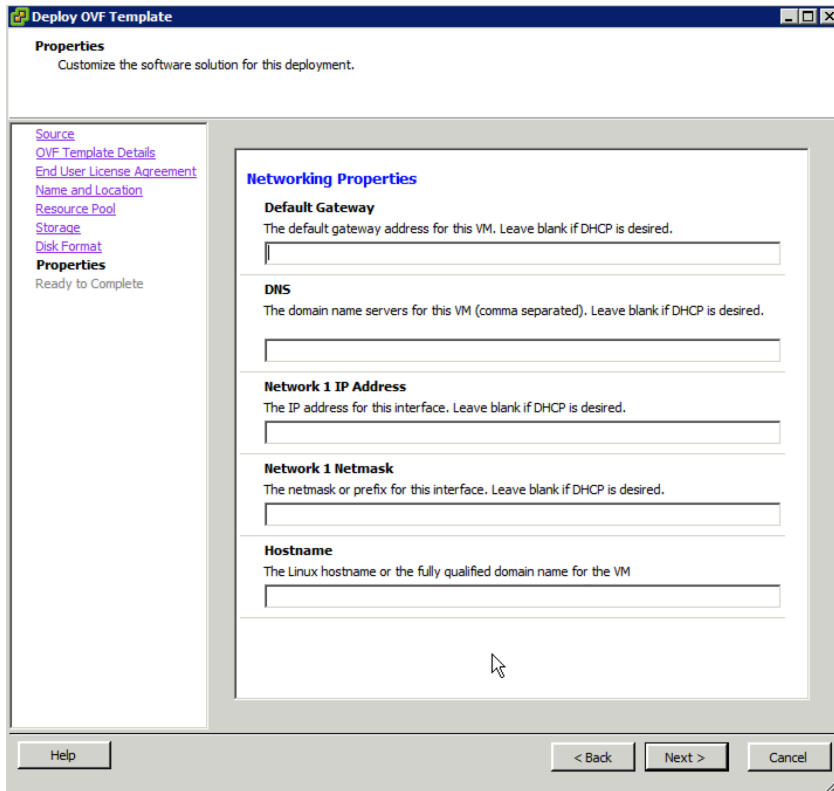 Deploy OVF Template
Properties
Customize the software solution for this deployment.
Source
OVF Template Details
End User License Agreement
Name and Location
Resource Pool
Storage
Disk Format
Properties
Ready to Complete
Networking Properties
Default Gateway
The default gateway address for this VM. Leave blank if DHCP is desired.
DNS
The domain name servers for this VM (comma separated). Leave blank if DHCP is desired.
Network 1 IP Address
The IP address for this interface. Leave blank if DHCP is desired.
Network 1 Netmask
The netmask or prefix for this interface. Leave blank if DHCP is desired.
Hostname
The Linux hostname or the fully qualified domain name for the VM
Help
< Back
Next >
Cancel